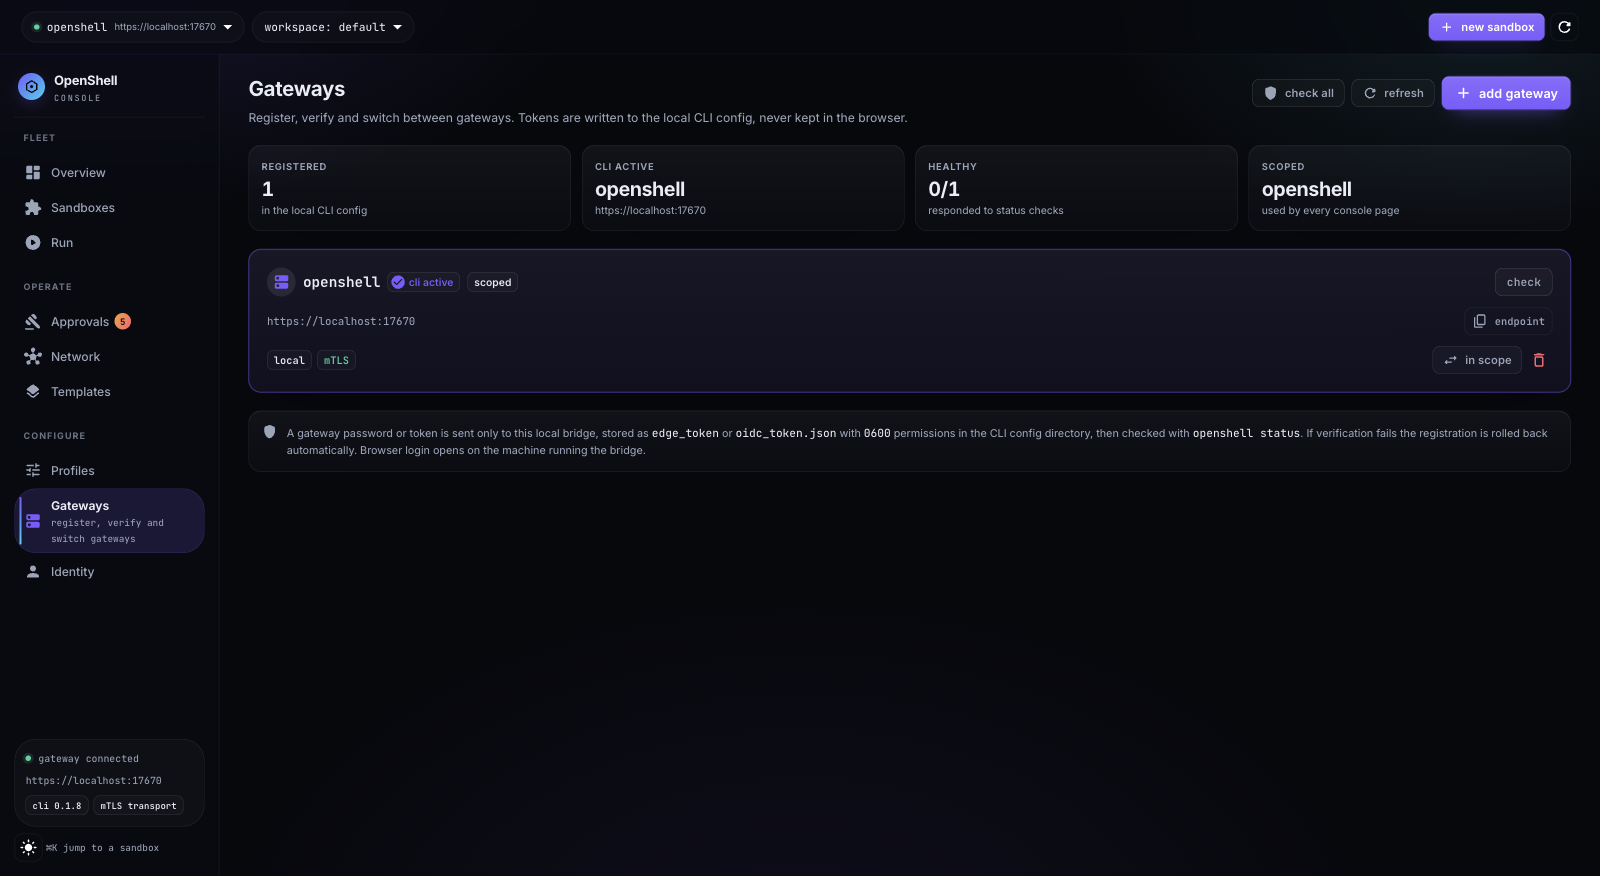 openshell https://localhost:17670
workspace: default
new sandbox
OpenShell
CONSOLE
FLEET
Overview
Sandboxes
Run
OPERATE
Approvals 5
Network
Templates
CONFIGURE
Profiles
Gateways
register, verify and
switch gateways
Identity
gateway connected
https://localhost:17670
cli 0.1.8 mTLS transport
⌘K jump to a sandbox
Gateways
Register, verify and switch between gateways. Tokens are written to the local CLI config, never kept in the browser.
check all refresh add gateway
REGISTERED
1
in the local CLI config
CLI ACTIVE
openshell
https://localhost:17670
HEALTHY
0/1
responded to status checks
SCOPED
openshell
used by every console page
openshell cli active scoped
check
https://localhost:17670
endpoint
local mTLS
in scope
A gateway password or token is sent only to this local bridge, stored as edge_token or oidc_token.json with 0600 permissions in the CLI config directory, then checked with openshell status. If verification fails the registration is rolled back
automatically. Browser login opens on the machine running the bridge.